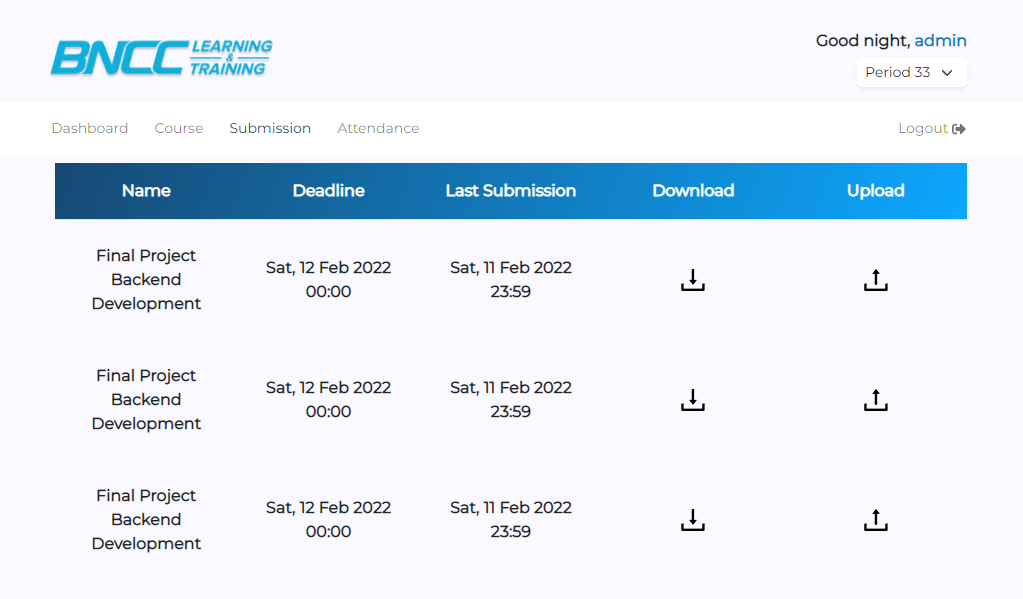 BNCC LEARNING & TRAINING
Good night, admin
Period 33
Dashboard Course Submission Attendance Logout
Name Deadline Last Submission Download Upload
Final Project
Backend
Development
Sat, 12 Feb 2022
00:00
Sat, 11 Feb 2022
23:59
Final Project
Backend
Development
Sat, 12 Feb 2022
00:00
Sat, 11 Feb 2022
23:59
Final Project
Backend
Development
Sat, 12 Feb 2022
00:00
Sat, 11 Feb 2022
23:59